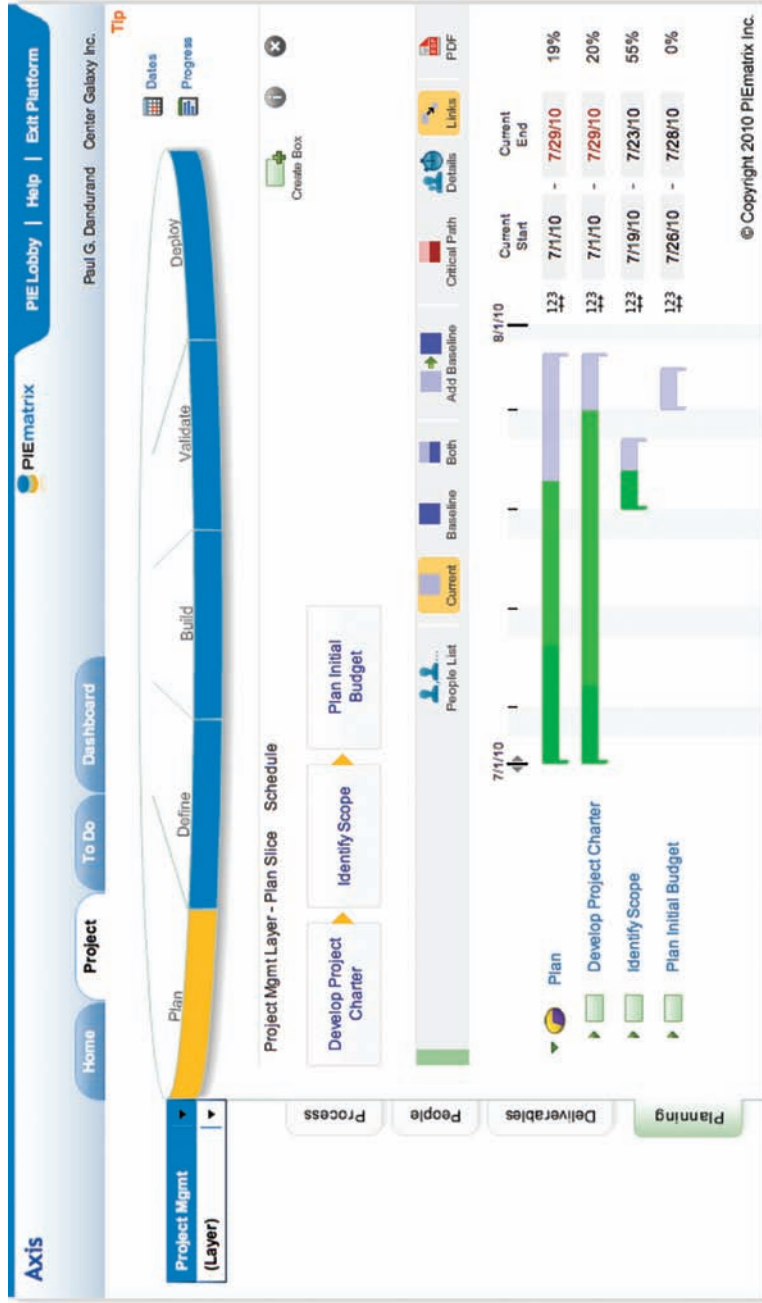 Axis
PIEmatrix
PIE Lobby | Help | Exit Platform
Home
Project
To Do
Dashboard
Paul G. Dandurand Center Galaxy Inc.
Tip
Project Mgmt
(Layer)
Plan
Define
Build
Validate
Deploy
Dates
Progress
Process
People
Deliverables
Planning
Project Mgmt Layer - Plan Slice Schedule
Create Box
Develop Project
Charter
Identify Scope
Plan Initial
Budget
People List
Current
Baseline
Both
Add Baseline
Critical Path
Details
Links
PDF
7/1/10
8/1/10
Current
Start
Current
End
Plan 123 7/1/10 - 7/29/10 19%
Develop Project Charter 123 7/1/10 - 7/29/10 20%
Identify Scope 123 7/19/10 - 7/23/10 55%
Plan Initial Budget 123 7/26/10 - 7/28/10 0%
© Copyright 2010 PIEmatrix Inc.